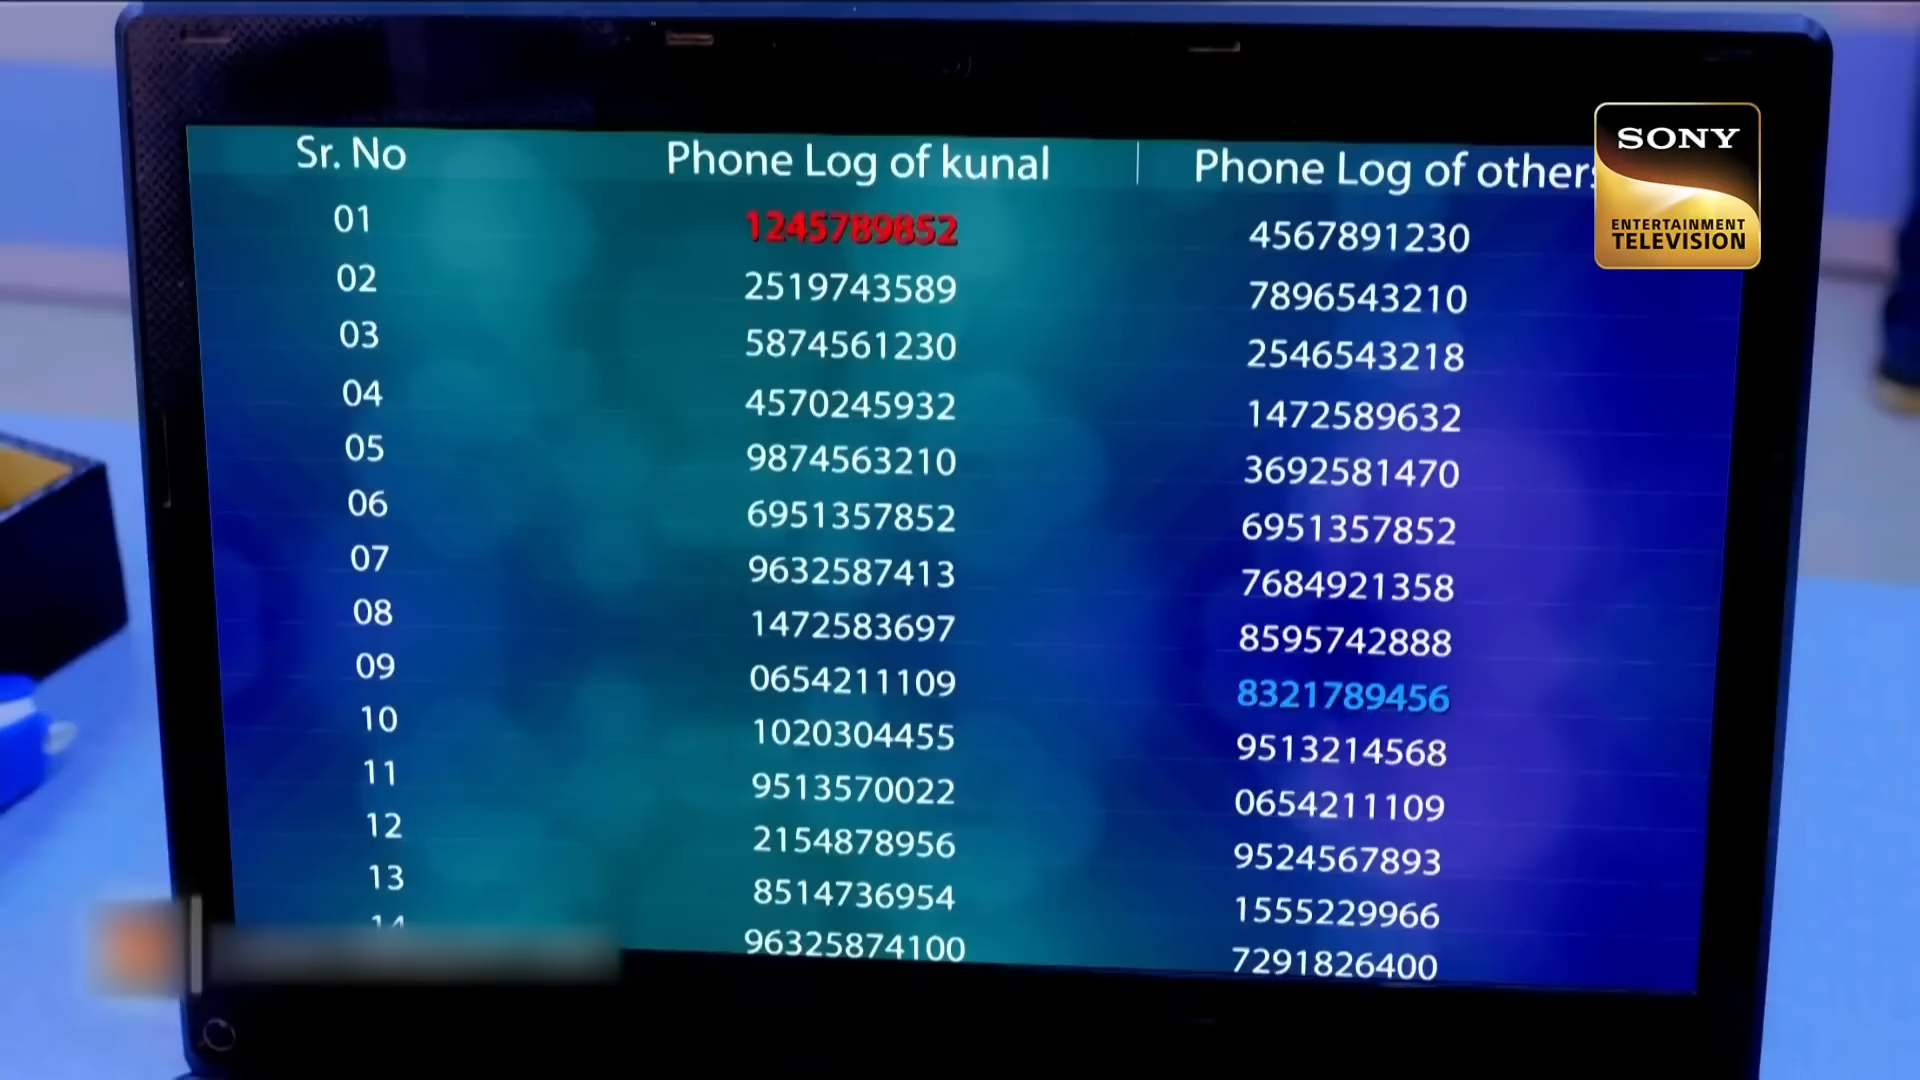 Sr. No Phone Log of kunal Phone Log of others
01 1245789852 4567891230
02 2519743589 7896543210
03 5874561230 2546543218
04 4570245932 1472589632
05 9874563210 3692581470
06 6951357852 6951357852
07 9632587413 7684921358
08 1472583697 8595742888
09 0654211109 8321789456
10 1020304455 9513214568
11 9513570022 0654211109
12 2154878956 9524567893
13 8514736954 1555229966
14 96325874100 7291826400
SONY
ENTERTAINMENT
TELEVISION